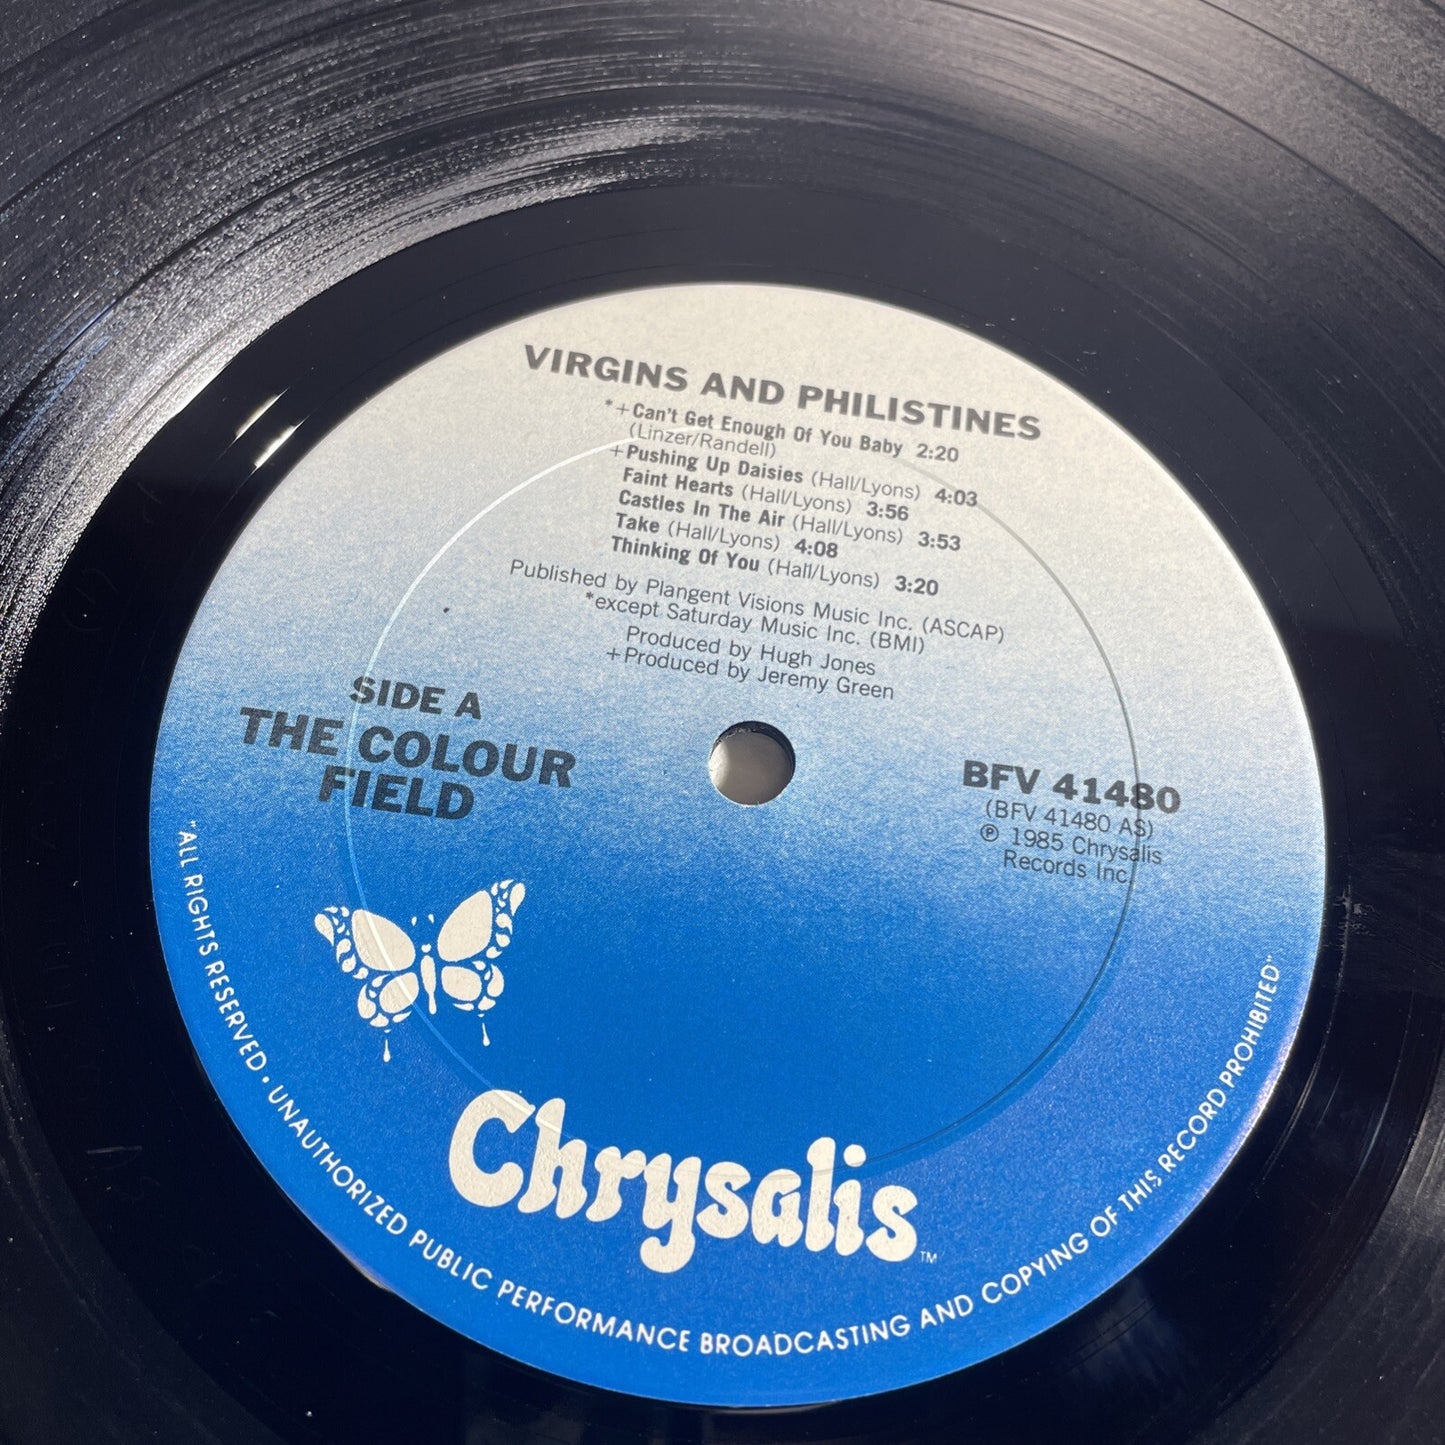 VIRGINS AND PHILISTINES
*+Can't Get Enough Of You Baby 2:20
(Linzer/Randell)
+Pushing Up Daisies (Hall/Lyons) 4:03
Faint Hearts (Hall/Lyons) 3:56
Castles In The Air (Hall/Lyons) 3:53
Take (Hall/Lyons) 4:08
Thinking Of You (Hall/Lyons) 3:20
Published by Plangent Visions Music Inc. (ASCAP)
*except Saturday Music Inc. (BMI)
Produced by Hugh Jones
+Produced by Jeremy Green
SIDE A
THE COLOUR
FIELD
BFV 41480
(BFV 41480 AS)
℗ 1985 Chrysalis
Records Inc.
Chrysalis™
"ALL RIGHTS RESERVED · UNAUTHORIZED PUBLIC PERFORMANCE BROADCASTING AND COPYING OF THIS RECORD PROHIBITED"